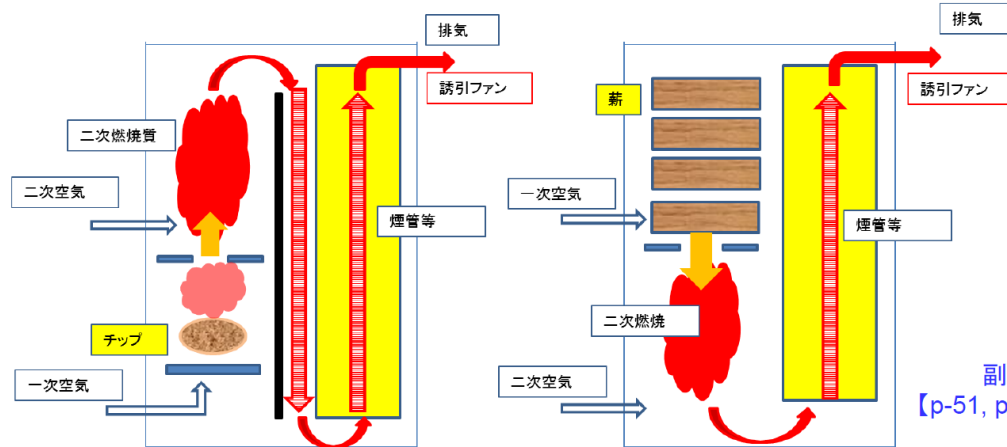 排気
誘引ファン
二次燃焼質
二次空気
煙管等
チップ
一次空気
排気
誘引ファン
薪
一次空気
煙管等
二次燃焼
二次空気
副
【p-51, p